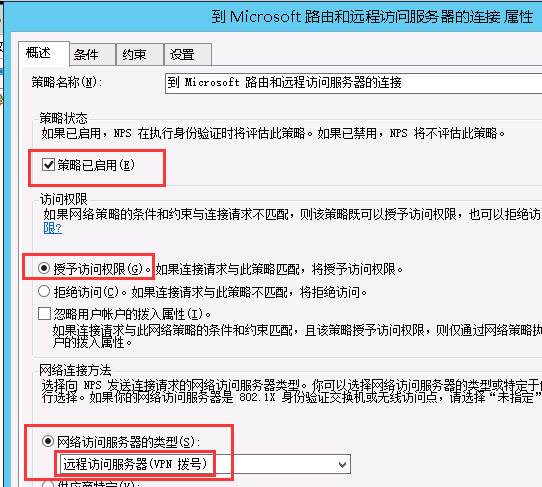 到 Microsoft 路由和远程访问服务器的连接 属性
概述 条件 约束 设置
策略名称(N): 到 Microsoft 路由和远程访问服务器的连接
策略状态
如果已启用，NPS 在执行身份验证时将评估此策略。如果已禁用，NPS 将不评估此策略。
策略已启用(E)
访问权限
如果网络策略的条件和约束与连接请求不匹配，则该策略既可以授予访问权限，也可以拒绝访
限?
授予访问权限(G)。如果连接请求与此策略匹配，将授予访问权限。
拒绝访问(C)。如果连接请求与此策略不匹配，将拒绝访问。
忽略用户帐户的拨入属性(I)。
如果连接请求与此网络策略的条件和约束匹配，且该策略授予访问权限，则仅通过网络策略执
户的拨入属性。
网络连接方法
选择向 NPS 发送连接请求的网络访问服务器类型。你可以选择网络访问服务器的类型或特定于
行选择。如果你的网络访问服务器是 802.1X 身份验证交换机或无线访问点，请选择“未指定”
网络访问服务器的类型(S):
远程访问服务器(VPN 拨号)
供应商特定(V):